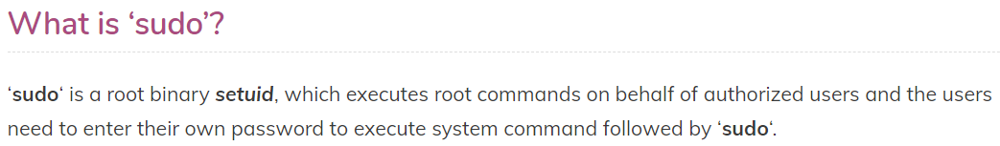 What is ‘sudo’?
‘sudo‘ is a root binary setuid, which executes root commands on behalf of authorized users and the users
need to enter their own password to execute system command followed by ‘sudo‘.